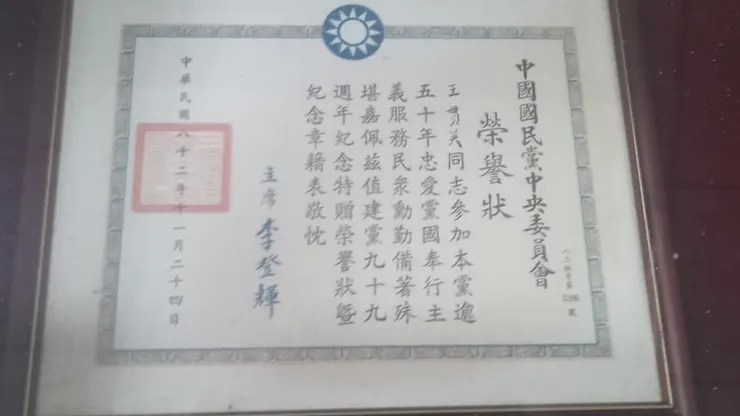 中國國民黨中央委員會
榮譽狀
王貫英同志參加本黨逾
五十年忠愛黨國奉行主
義服務民眾勳勤備著殊
堪嘉佩茲值建黨九十九
週年紀念特贈榮譽狀暨
紀念章藉表敬忱
主席 李登輝
中華民國八十二年十一月二十四日